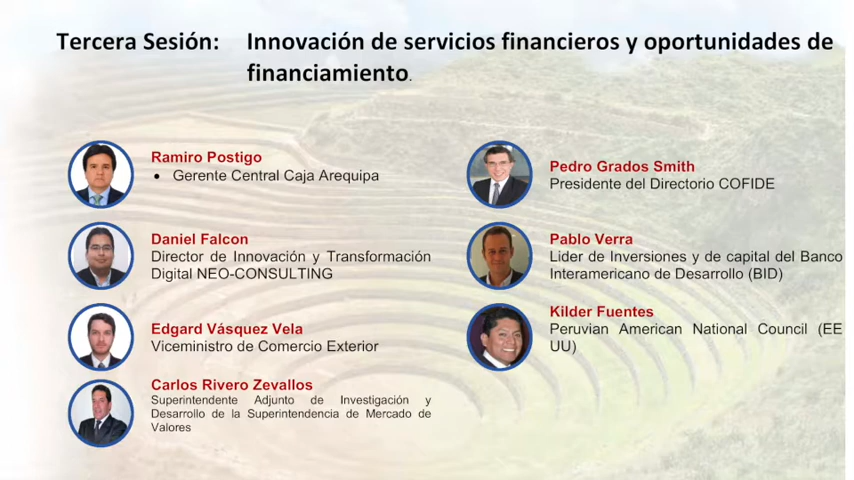 Tercera Sesión: Innovación de servicios financieros y oportunidades de
financiamiento.
Ramiro Postigo
• Gerente Central Caja Arequipa
Daniel Falcon
Director de Innovación y Transformación
Digital NEO-CONSULTING
Edgard Vásquez Vela
Viceministro de Comercio Exterior
Carlos Rivero Zevallos
Superintendente Adjunto de Investigación y
Desarrollo de la Superintendencia de Mercado de
Valores
Pedro Grados Smith
Presidente del Directorio COFIDE
Pablo Verra
Lider de Inversiones y de capital del Banco
Interamericano de Desarrollo (BID)
Kilder Fuentes
Peruvian American National Council (EE
UU)